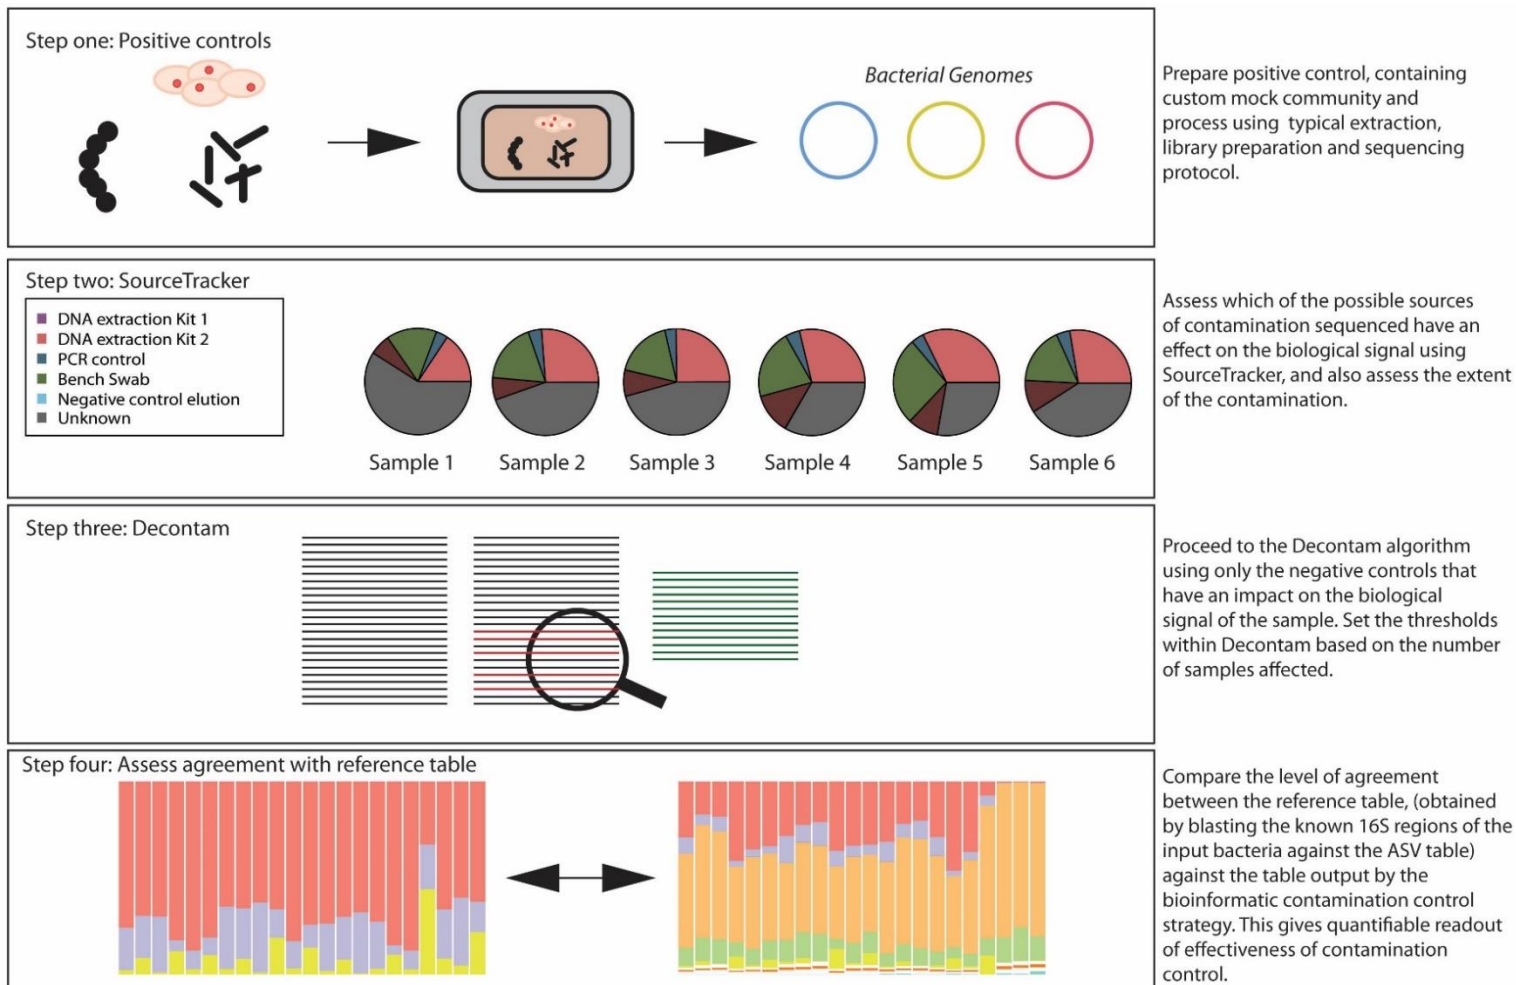 Step one: Positive controls
Bacterial Genomes
Prepare positive control, containing
custom mock community and
process using typical extraction,
library preparation and sequencing
protocol.
Step two: SourceTracker
DNA extraction Kit 1
DNA extraction Kit 2
PCR control
Bench Swab
Negative control elution
Unknown
Sample 1
Sample 2
Sample 3
Sample 4
Sample 5
Sample 6
Assess which of the possible sources
of contamination sequenced have an
effect on the biological signal using
SourceTracker, and also assess the extent
of the contamination.
Step three: Decontam
Proceed to the Decontam algorithm
using only the negative controls that
have an impact on the biological
signal of the sample. Set the thresholds
within Decontam based on the number
of samples affected.
Step four: Assess agreement with reference table
Compare the level of agreement
between the reference table, (obtained
by blasting the known 16S regions of the
input bacteria against the ASV table)
against the table output by the
bioinformatic contamination control
strategy. This gives quantifiable readout
of effectiveness of contamination
control.